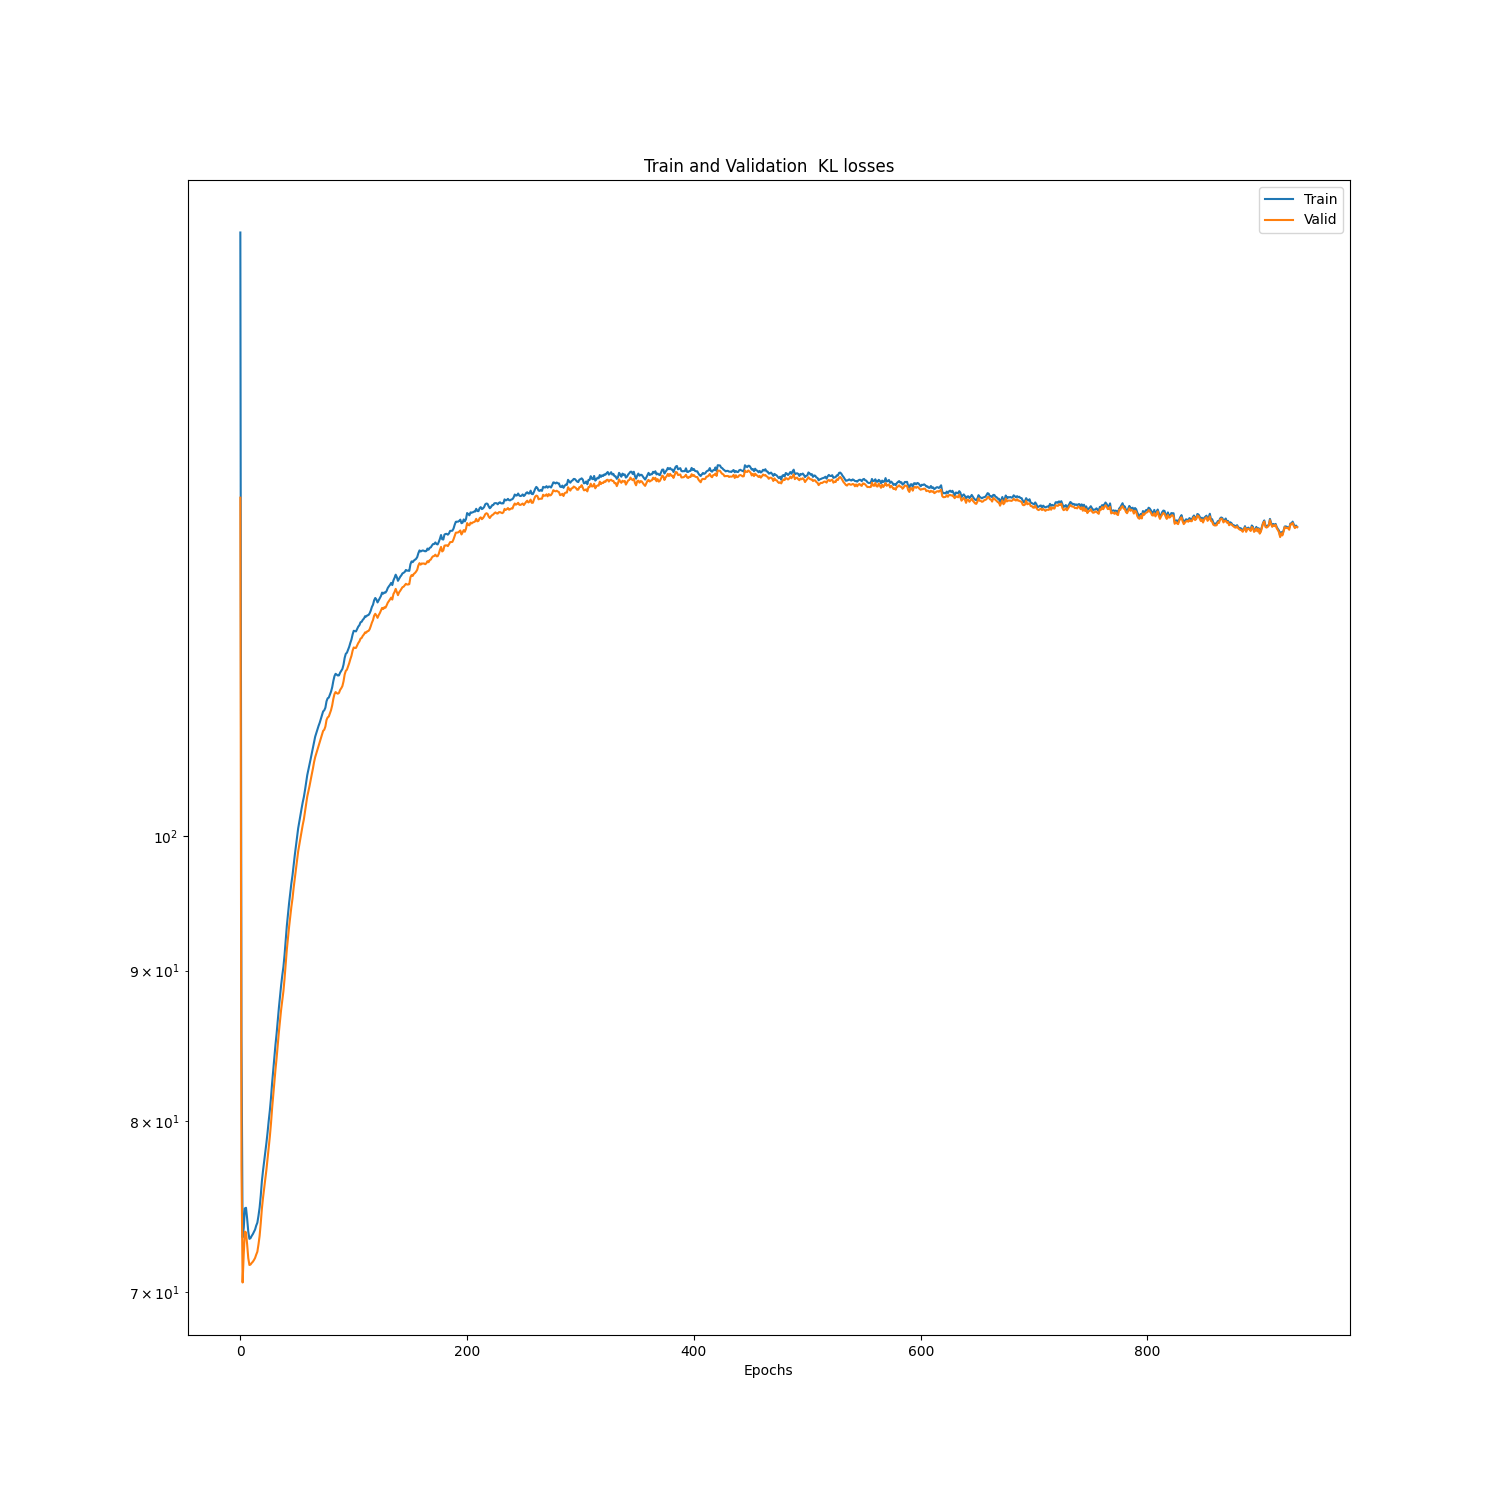 Train and Validation  KL losses
Train
Valid
10²
9 × 10¹
8 × 10¹
7 × 10¹
0 200 400 600 800
Epochs